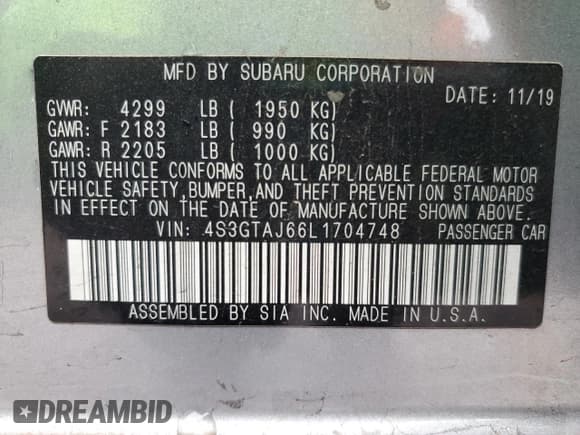 MFD BY SUBARU CORPORATION
DATE: 11/19
GVWR: 4299 LB ( 1950 KG)
GAWR: F 2183 LB ( 990 KG)
GAWR: R 2205 LB ( 1000 KG)
THIS VEHICLE CONFORMS TO ALL APPLICABLE FEDERAL MOTOR
VEHICLE SAFETY,BUMPER,AND THEFT PREVENTION STANDARDS
IN EFFECT ON THE DATE OF MANUFACTURE SHOWN ABOVE.
VIN: 4S3GTAJ66L1704748 PASSENGER CAR
ASSEMBLED BY SIA INC. MADE IN U.S.A.
DREAMBID